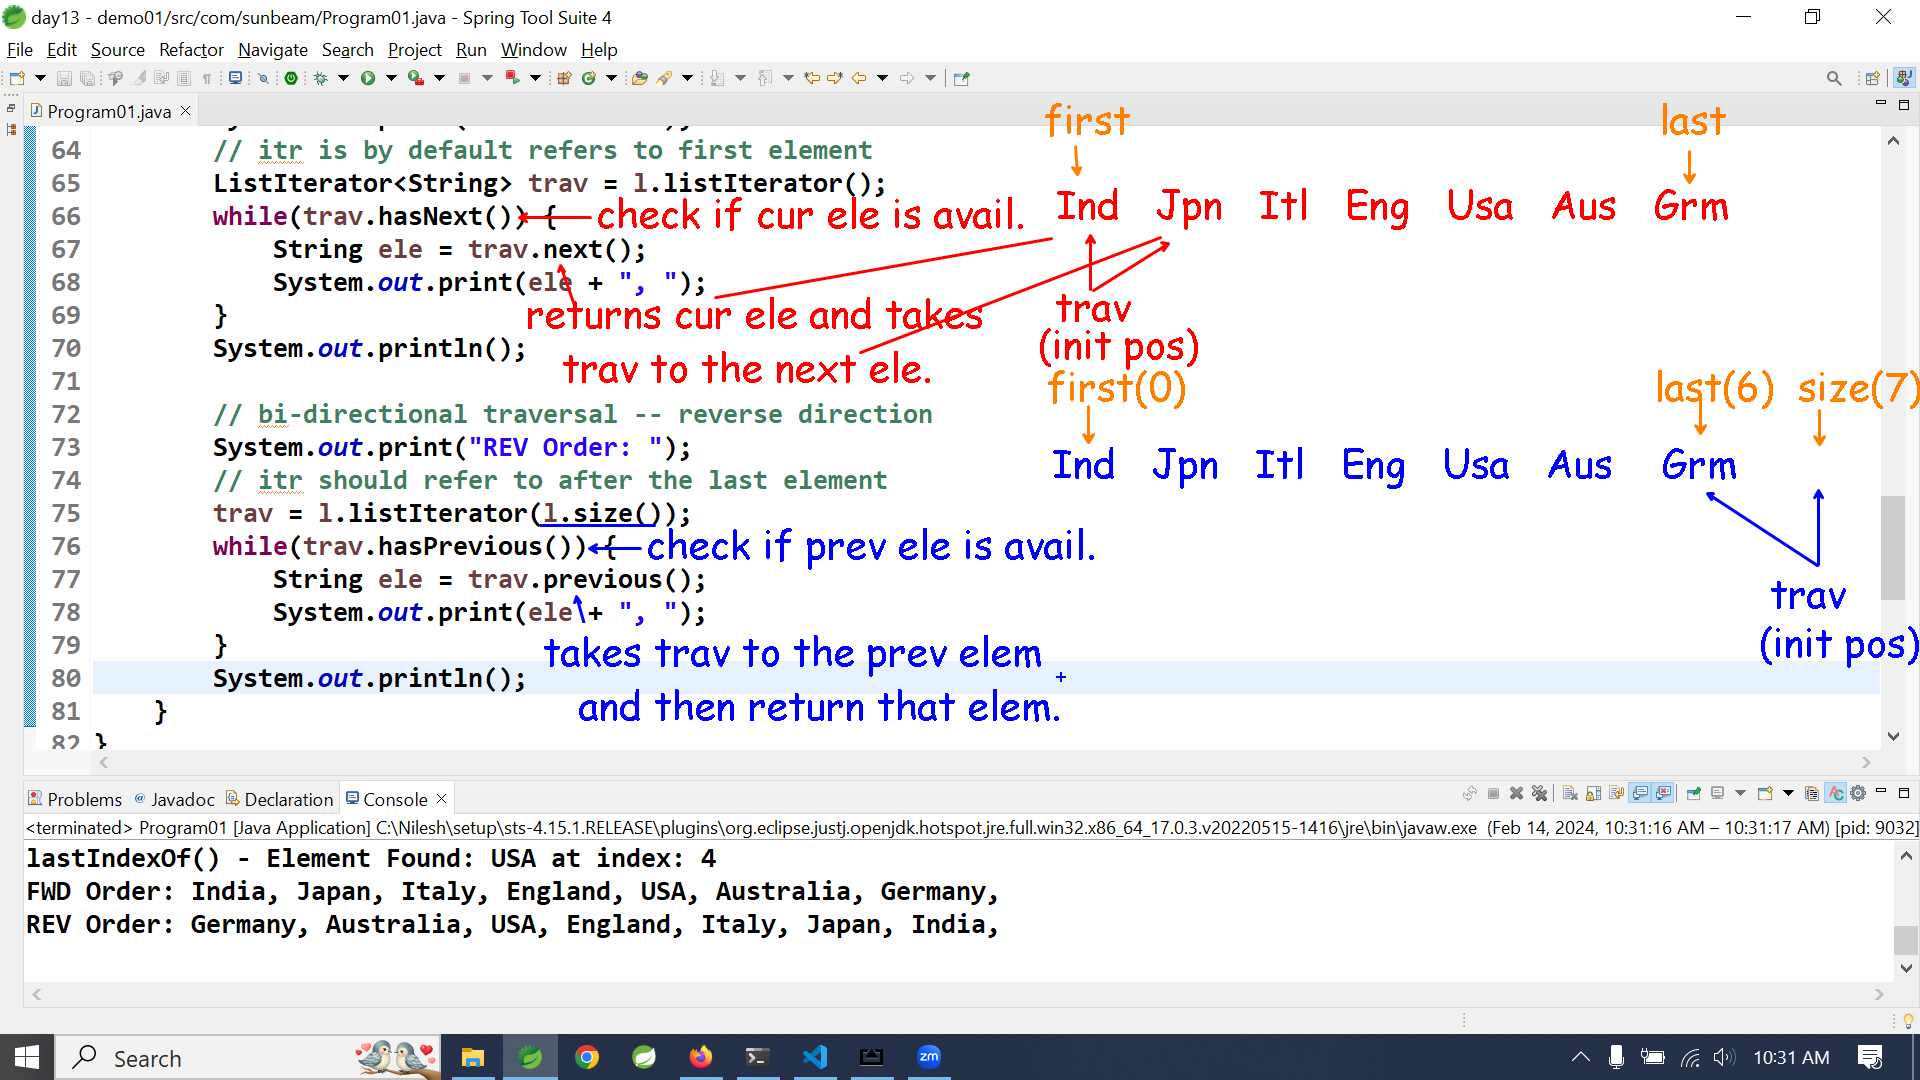 day13 - demo01/src/com/sunbeam/Program01.java - Spring Tool Suite 4
File Edit Source Refactor Navigate Search Project Run Window Help
Program01.java
64 // itr is by default refers to first element
65 ListIterator<String> trav = l.listIterator();
66 while(trav.hasNext()) {
67 String ele = trav.next();
68 System.out.print(ele + ", ");
69 }
70 System.out.println();
71
72 // bi-directional traversal -- reverse direction
73 System.out.print("REV Order: ");
74 // itr should refer to after the last element
75 trav = l.listIterator(l.size());
76 while(trav.hasPrevious()) {
77 String ele = trav.previous();
78 System.out.print(ele + ", ");
79 }
80 System.out.println();
81 }
82 }
check if cur ele is avail.
returns cur ele and takes
trav to the next ele.
check if prev ele is avail.
takes trav to the prev elem
and then return that elem.
first last
Ind Jpn Itl Eng Usa Aus Grm
trav
(init pos)
first(0) last(6) size(7)
Ind Jpn Itl Eng Usa Aus Grm
trav
(init pos)
Problems @ Javadoc Declaration Console
<terminated> Program01 [Java Application] C:\Nilesh\setup\sts-4.15.1.RELEASE\plugins\org.eclipse.justj.openjdk.hotspot.jre.full.win32.x86_64_17.0.3.v20220515-1416\jre\bin\javaw.exe (Feb 14, 2024, 10:31:16 AM – 10:31:17 AM) [pid: 9032]
lastIndexOf() - Element Found: USA at index: 4
FWD Order: India, Japan, Italy, England, USA, Australia, Germany,
REV Order: Germany, Australia, USA, England, Italy, Japan, India,
Search
zm
10:31 AM